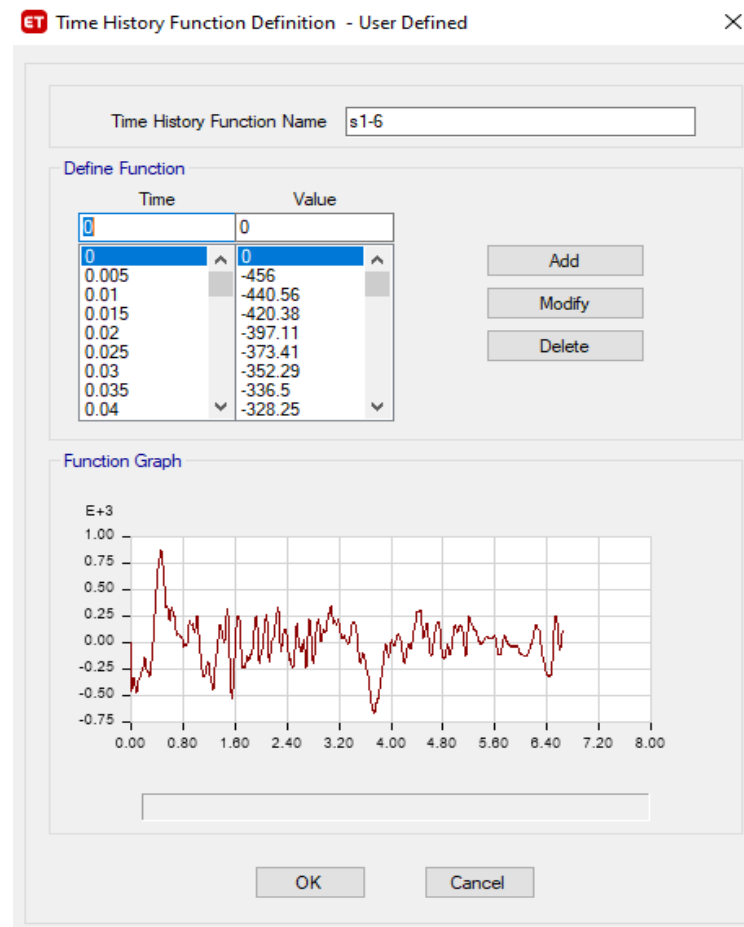 ET Time History Function Definition - User Defined
Time History Function Name s1-6
Define Function
Time Value
0 0
0 0
0.005 -456
0.01 -440.56
0.015 -420.38
0.02 -397.11
0.025 -373.41
0.03 -352.29
0.035 -336.5
0.04 -328.25
Add
Modify
Delete
Function Graph
E+3
1.00
0.75
0.50
0.25
0.00
-0.25
-0.50
-0.75
0.00 0.80 1.60 2.40 3.20 4.00 4.80 5.60 6.40 7.20 8.00
OK Cancel